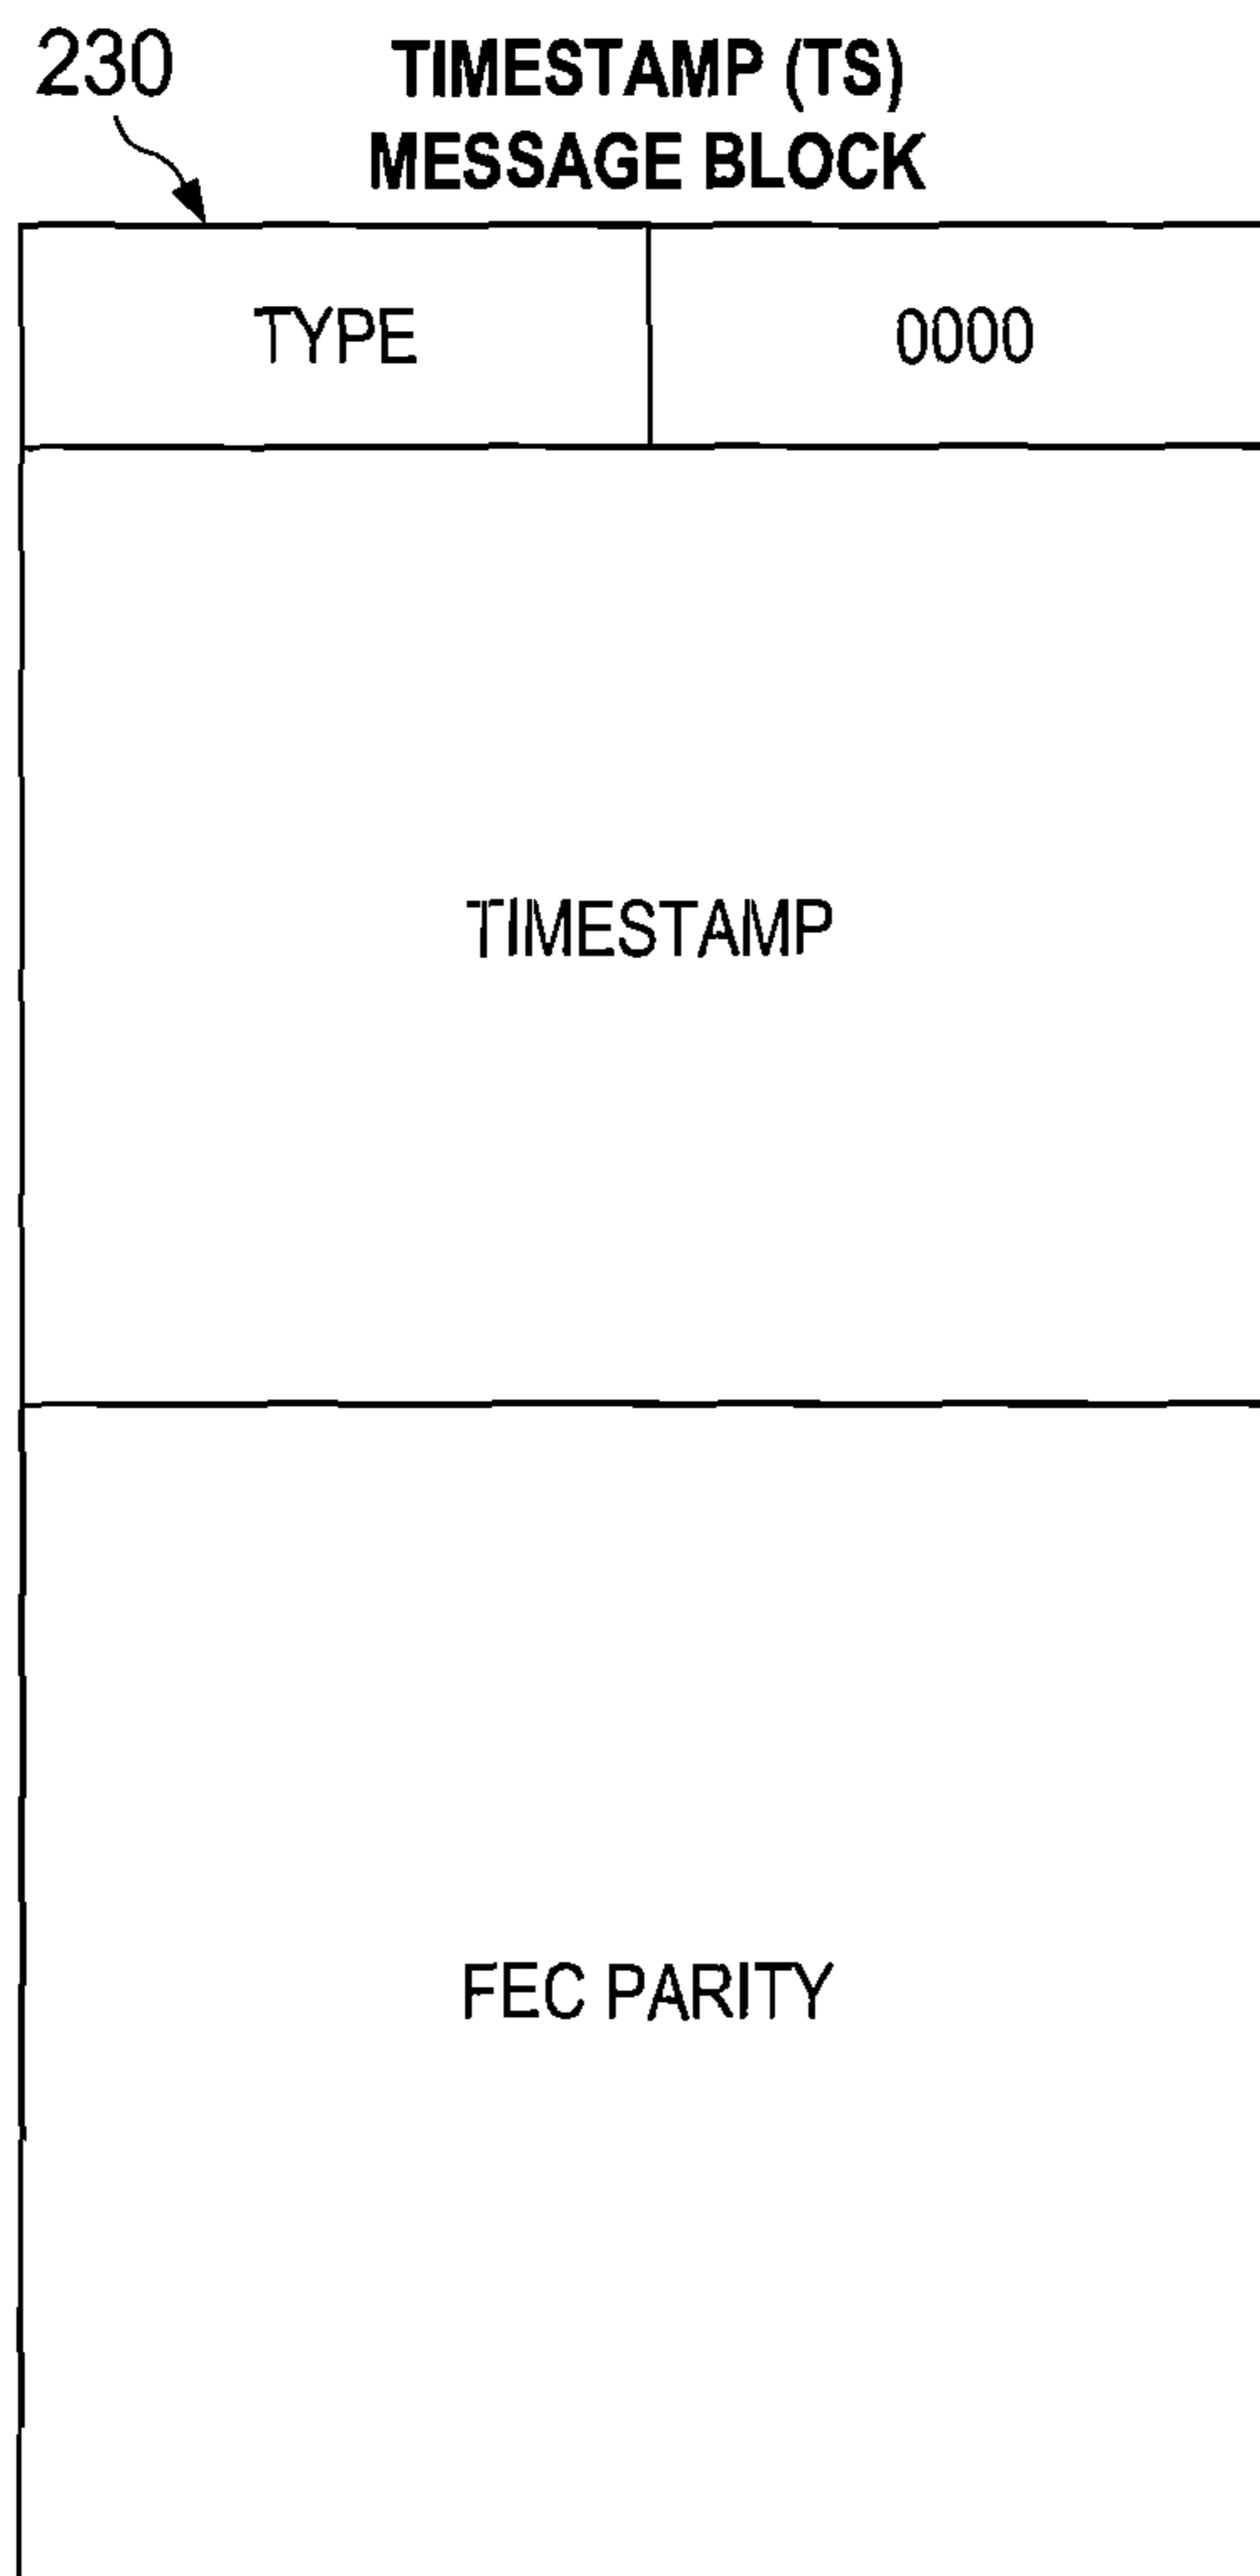 230
TIMESTAMP (TS)
MESSAGE BLOCK
TYPE
0000
TIMESTAMP
FEC PARITY